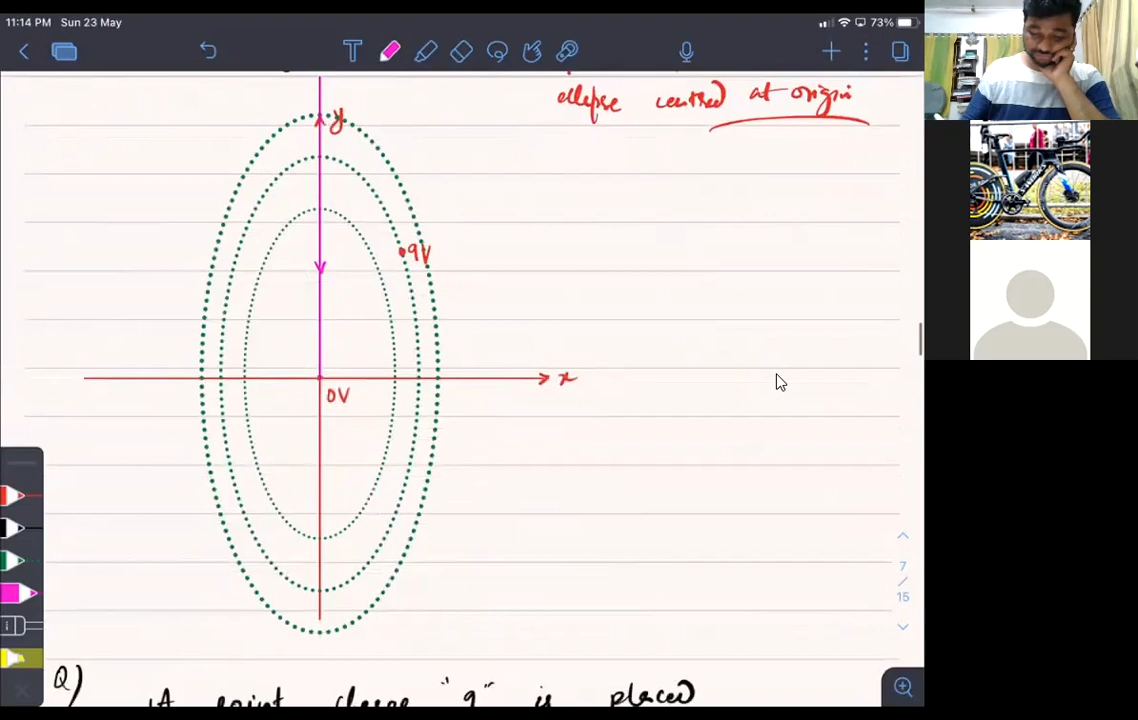 11:14 PM Sun 23 May
73%
T
ellipse centred at origin
y
9V
x
0V
7
/
15
Q) A point charge "q" is placed